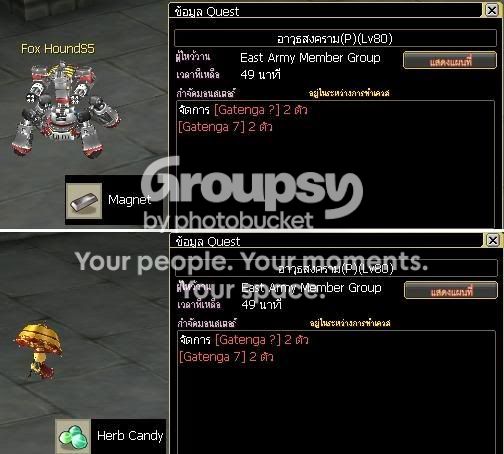 ข้อมูล Quest
อาวุธสงคราม(P)(Lv80)
Fox HoundS5
ผู้ไหว้วาน East Army Member Group แสดงแผนที่
เวลาที่เหลือ 49 นาที
กำจัดมอนสเตอร์ อยู่ในระหว่างการทำเควส
จัดการ [Gatenga ?] 2 ตัว
[Gatenga 7] 2 ตัว
Magnet
Groupsy
by photobucket
ข้อมูล Quest
Your people. Your moments.
Your space.
อาวุธสงคราม(P)(Lv80)
ผู้ไหว้วาน East Army Member Group แสดงแผนที่
เวลาที่เหลือ 49 นาที
กำจัดมอนสเตอร์ อยู่ในระหว่างการทำเควส
จัดการ [Gatenga ?] 2 ตัว
[Gatenga 7] 2 ตัว
Herb Candy